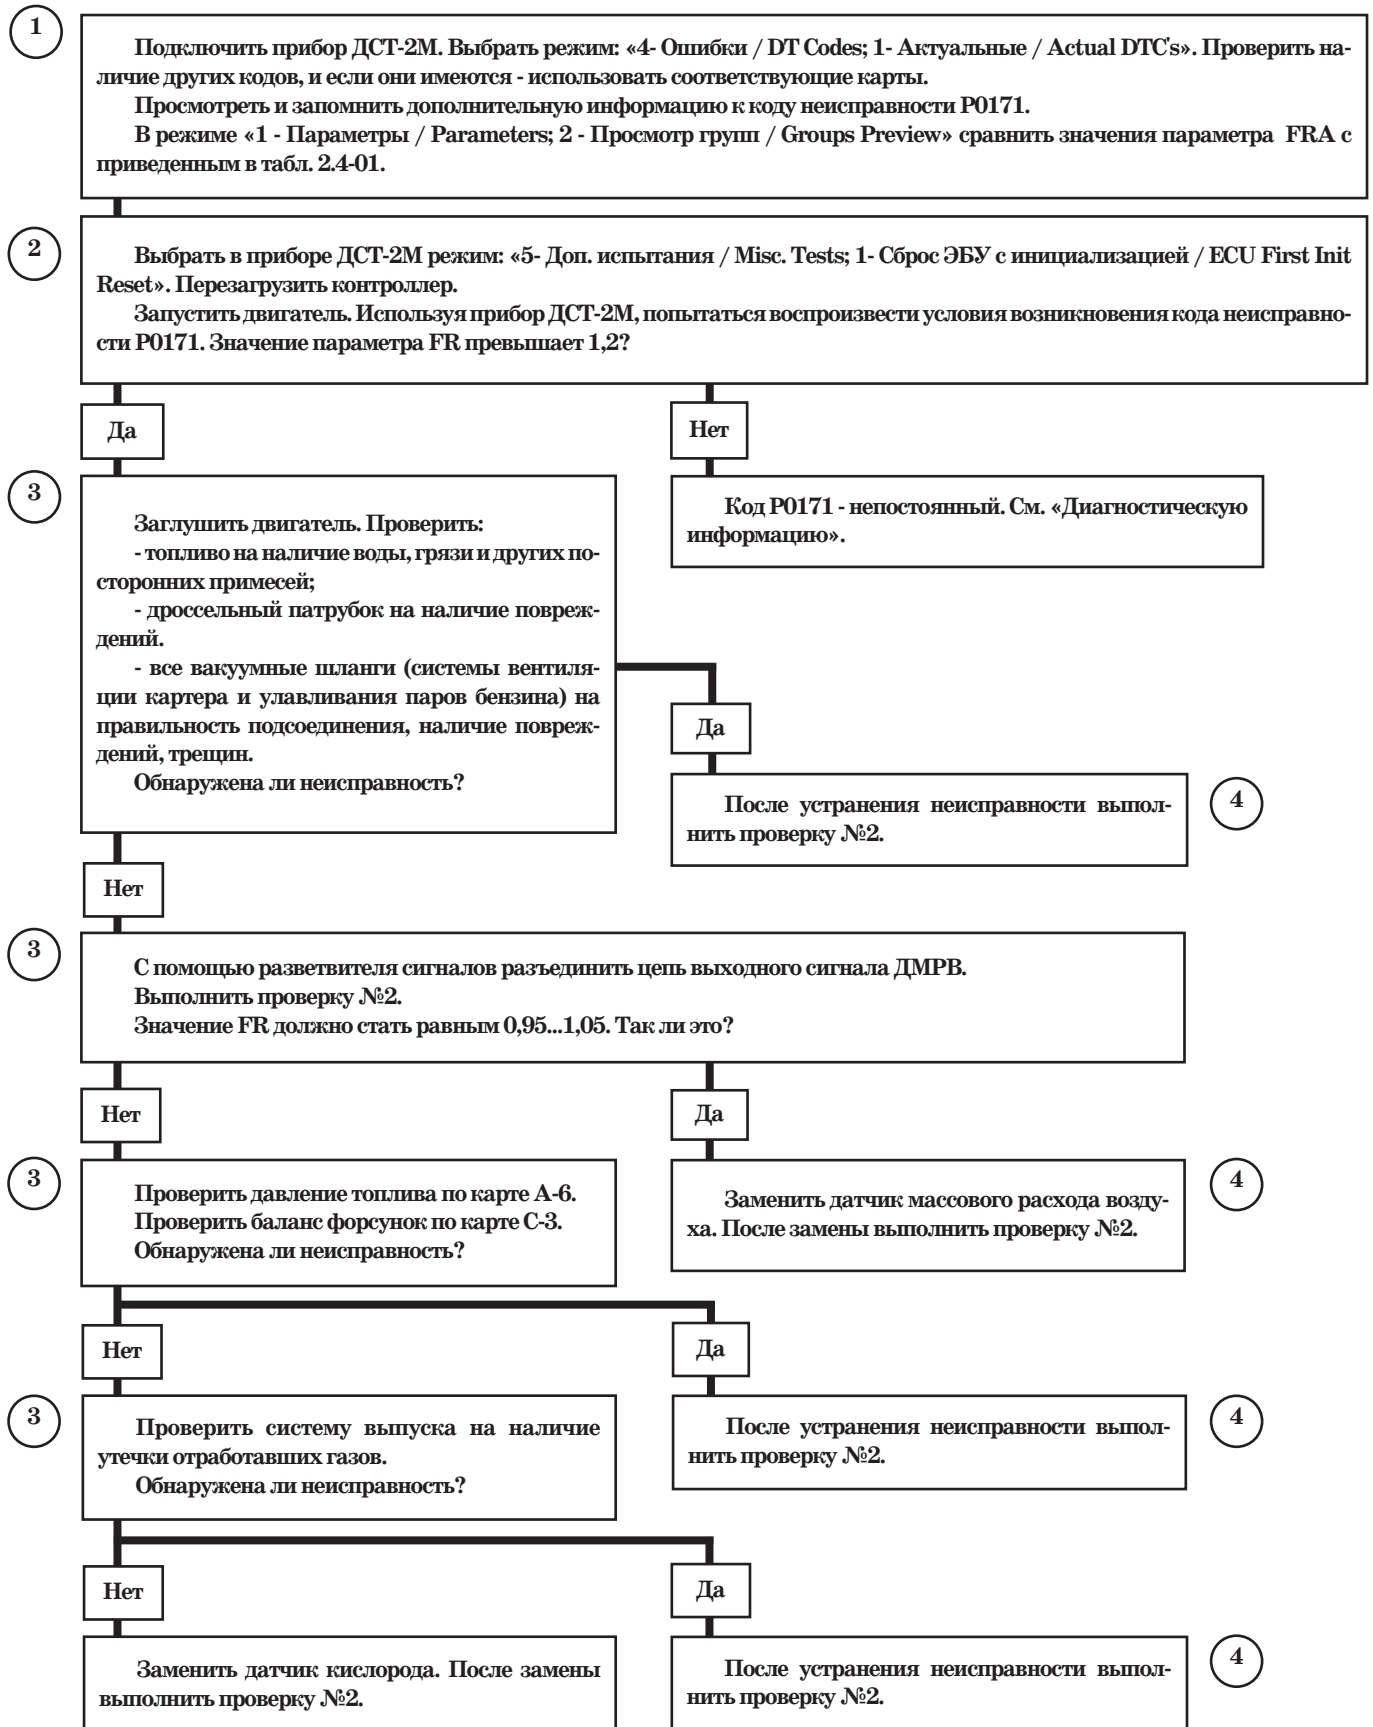 1
Подключить прибор ДСТ-2М. Выбрать режим: «4- Ошибки / DT Codes; 1- Актуальные / Actual DTC's». Проверить на-
личие других кодов, и если они имеются - использовать соответствующие карты.
Просмотреть и запомнить дополнительную информацию к коду неисправности Р0171.
В режиме «1 - Параметры / Parameters; 2 - Просмотр групп / Groups Preview» сравнить значения параметра FRA с
приведенным в табл. 2.4-01.
2
Выбрать в приборе ДСТ-2М режим: «5- Доп. испытания / Misc. Tests; 1- Сброс ЭБУ с инициализацией / ECU First Init
Reset». Перезагрузить контроллер.
Запустить двигатель. Используя прибор ДСТ-2М, попытаться воспроизвести условия возникновения кода неисправно-
сти Р0171. Значение параметра FR превышает 1,2?
Да
Нет
3
Заглушить двигатель. Проверить:
- топливо на наличие воды, грязи и других по-
сторонних примесей;
- дроссельный патрубок на наличие повреж-
дений.
- все вакуумные шланги (системы вентиля-
ции картера и улавливания паров бензина) на
правильность подсоединения, наличие повреж-
дений, трещин.
Обнаружена ли неисправность?
Код Р0171 - непостоянный. См. «Диагностическую
информацию».
Да
После устранения неисправности выпол-
нить проверку №2.
4
Нет
3
С помощью разветвителя сигналов разъединить цепь выходного сигнала ДМРВ.
Выполнить проверку №2.
Значение FR должно стать равным 0,95...1,05. Так ли это?
Нет
Да
3
Проверить давление топлива по карте А-6.
Проверить баланс форсунок по карте С-3.
Обнаружена ли неисправность?
Заменить датчик массового расхода возду-
ха. После замены выполнить проверку №2.
4
Нет
Да
3
Проверить систему выпуска на наличие
утечки отработавших газов.
Обнаружена ли неисправность?
После устранения неисправности выпол-
нить проверку №2.
4
Нет
Да
Заменить датчик кислорода. После замены
выполнить проверку №2.
После устранения неисправности выпол-
нить проверку №2.
4